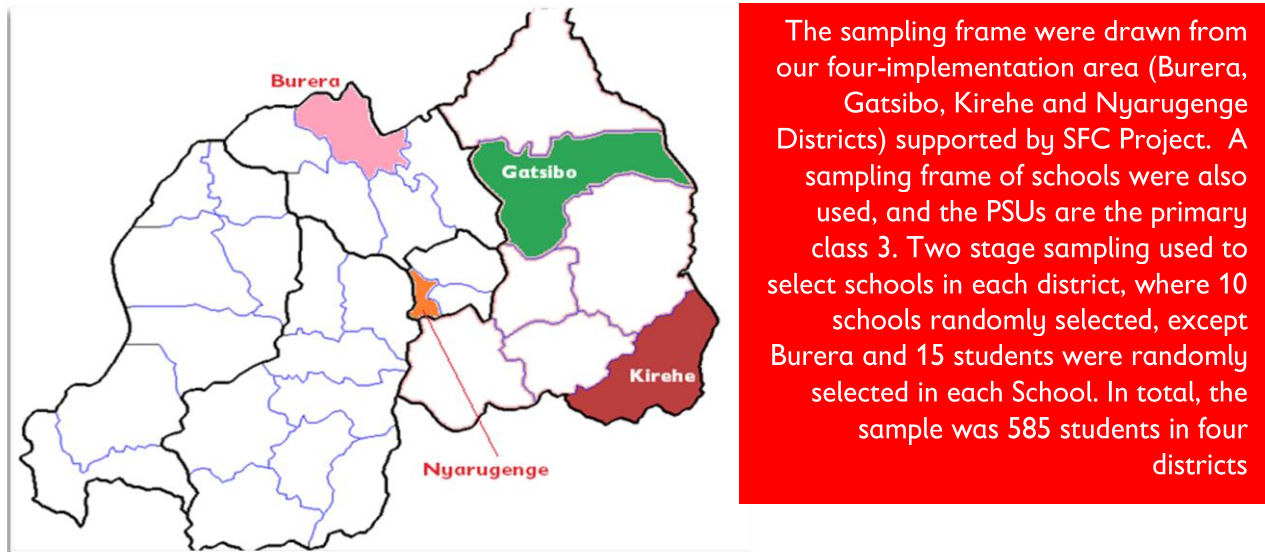 Burera
Gatsibo
Kirehe
Nyarugenge
The sampling frame were drawn from
our four-implementation area (Burera,
Gatsibo, Kirehe and Nyarugenge
Districts) supported by SFC Project. A
sampling frame of schools were also
used, and the PSUs are the primary
class 3. Two stage sampling used to
select schools in each district, where 10
schools randomly selected, except
Burera and 15 students were randomly
selected in each School. In total, the
sample was 585 students in four
districts